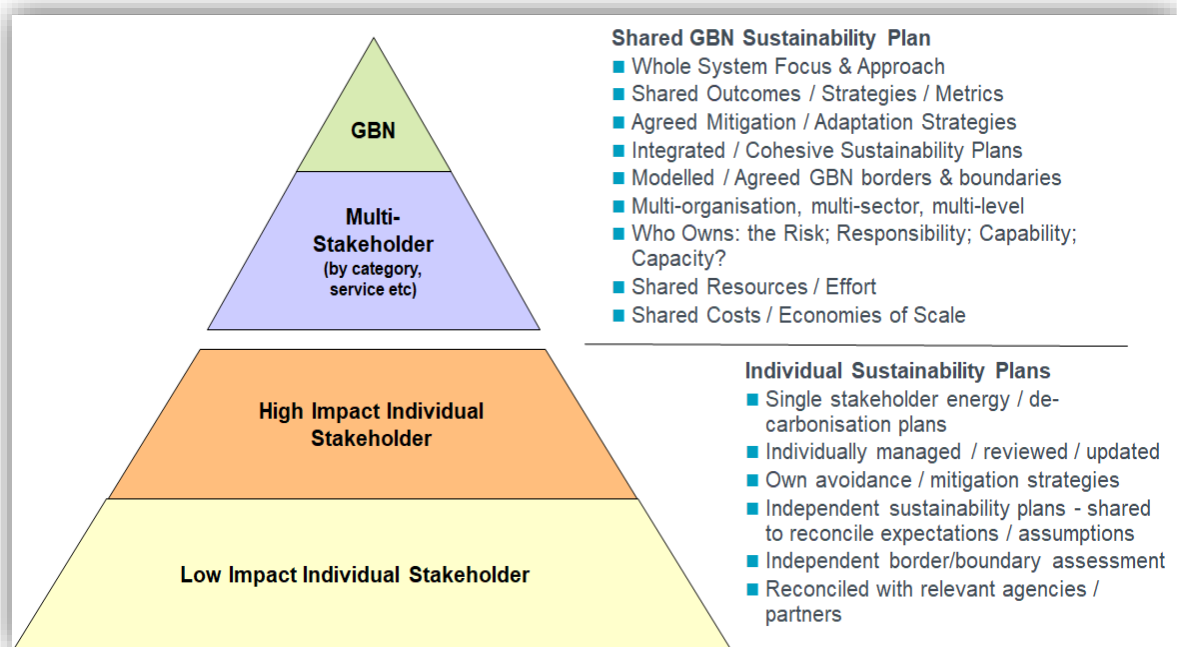 GBN
Multi-
Stakeholder
(by category,
service etc)
High Impact Individual
Stakeholder
Low Impact Individual Stakeholder
Shared GBN Sustainability Plan
Whole System Focus & Approach
Shared Outcomes / Strategies / Metrics
Agreed Mitigation / Adaptation Strategies
Integrated / Cohesive Sustainability Plans
Modelled / Agreed GBN borders & boundaries
Multi-organisation, multi-sector, multi-level
Who Owns: the Risk; Responsibility; Capability;
Capacity?
Shared Resources / Effort
Shared Costs / Economies of Scale
Individual Sustainability Plans
Single stakeholder energy / de-
carbonisation plans
Individually managed / reviewed / updated
Own avoidance / mitigation strategies
Independent sustainability plans - shared
to reconcile expectations / assumptions
Independent border/boundary assessment
Reconciled with relevant agencies /
partners